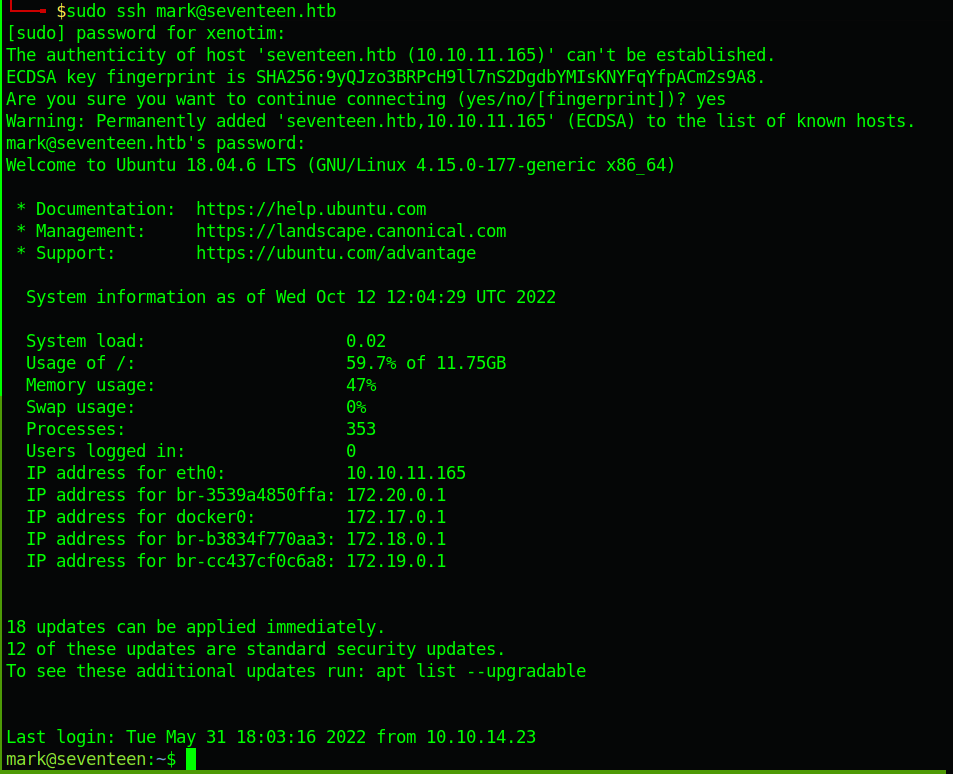 $sudo ssh mark@seventeen.htb
[sudo] password for xenotim:
The authenticity of host 'seventeen.htb (10.10.11.165)' can't be established.
ECDSA key fingerprint is SHA256:9yQJzo3BRPcH9ll7nS2DgdbYMIsKNYFqYfpACm2s9A8.
Are you sure you want to continue connecting (yes/no/[fingerprint])? yes
Warning: Permanently added 'seventeen.htb,10.10.11.165' (ECDSA) to the list of known hosts.
mark@seventeen.htb's password:
Welcome to Ubuntu 18.04.6 LTS (GNU/Linux 4.15.0-177-generic x86_64)
 * Documentation:  https://help.ubuntu.com
 * Management:     https://landscape.canonical.com
 * Support:        https://ubuntu.com/advantage
  System information as of Wed Oct 12 12:04:29 UTC 2022
  System load:                    0.02
  Usage of /:                     59.7% of 11.75GB
  Memory usage:                   47%
  Swap usage:                     0%
  Processes:                      353
  Users logged in:                0
  IP address for eth0:            10.10.11.165
  IP address for br-3539a4850ffa: 172.20.0.1
  IP address for docker0:         172.17.0.1
  IP address for br-b3834f770aa3: 172.18.0.1
  IP address for br-cc437cf0c6a8: 172.19.0.1
18 updates can be applied immediately.
12 of these updates are standard security updates.
To see these additional updates run: apt list --upgradable
Last login: Tue May 31 18:03:16 2022 from 10.10.14.23
mark@seventeen:~$